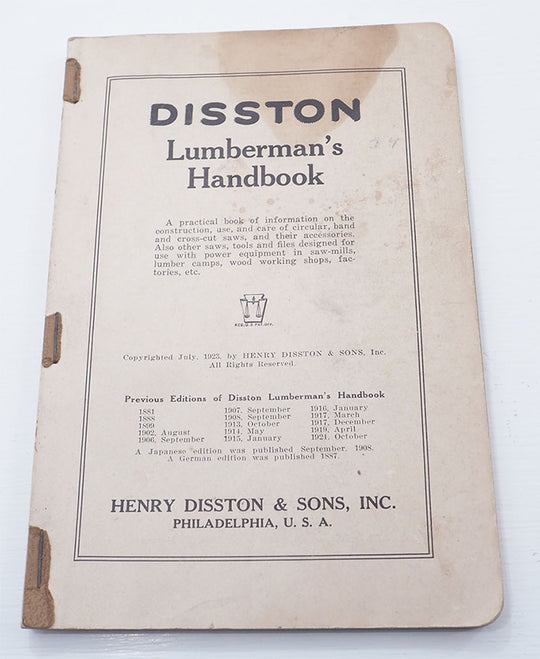 DISSTON
Lumberman's
Handbook
A practical book of information on the
construction, use, and care of circular, band
and cross-cut saws, and their accessories.
Also other saws, tools and files designed for
use with power equipment in saw-mills,
lumber camps, wood working shops, fac-
tories, etc.
REG. U.S. PAT. OFF.
Copyrighted July, 1923, by HENRY DISSTON & SONS, Inc.
All Rights Reserved.
Previous Editions of Disston Lumberman's Handbook
1881 1907, September 1916, January
1888 1908, September 1917, March
1899 1913, October 1917, December
1902, August 1914, May 1919, April
1906, September 1915, January 1921, October
A Japanese edition was published September, 1908.
A German edition was published 1887.
HENRY DISSTON & SONS, INC.
PHILADELPHIA, U. S. A.